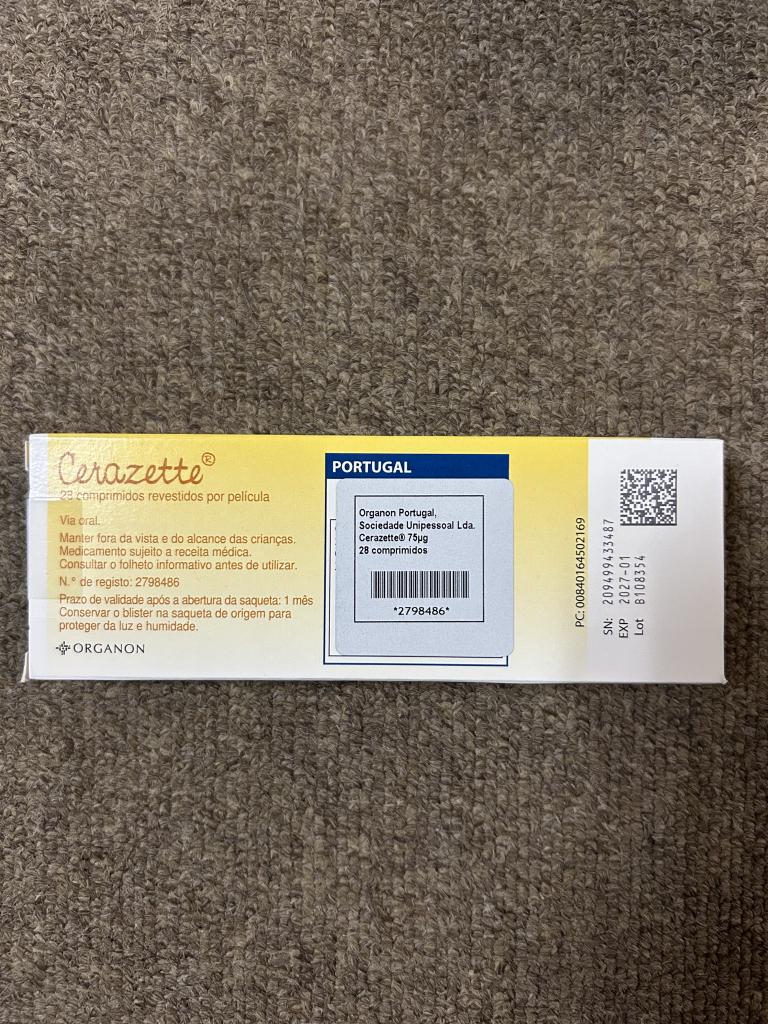 Cerazette®
28 comprimidos revestidos por película
Via oral.
Manter fora da vista e do alcance das crianças.
Medicamento sujeito a receita médica.
Consultar o folheto informativo antes de utilizar.
N.° de registo: 2798486
Prazo de validade após a abertura da saqueta: 1 mês
Conservar o blister na saqueta de origem para
proteger da luz e humidade.
ORGANON
PORTUGAL
Organon Portugal,
Sociedade Unipessoal Lda.
Cerazette® 75µg
28 comprimidos
*2798486*
PC: 00840164502169
SN: 209499433487
EXP 2027-01
Lot B108354